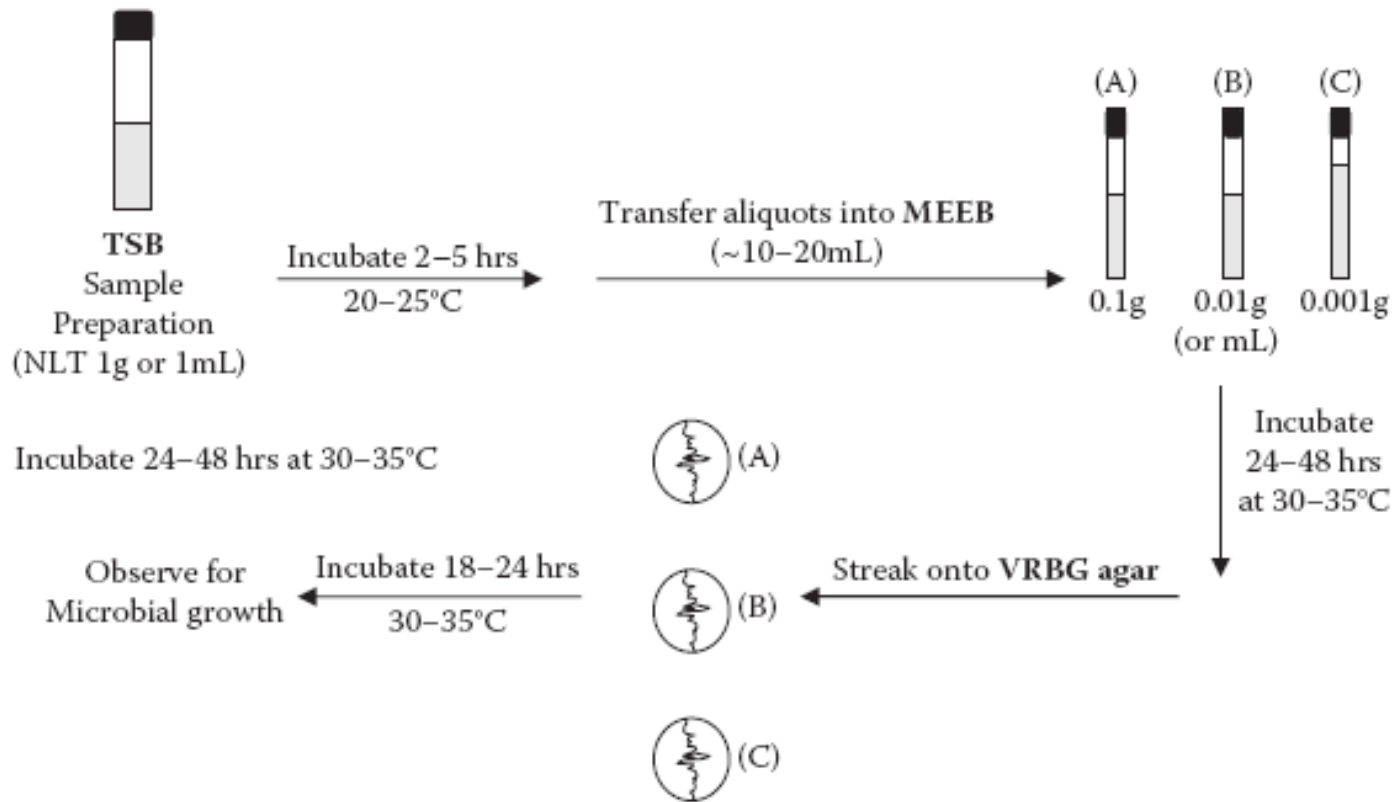 TSB
Sample
Preparation
(NLT 1g or 1mL)
Incubate 2–5 hrs
20–25°C
Transfer aliquots into MEEB
(~10–20mL)
(A)
(B)
(C)
0.1g
0.01g
(or mL)
0.001g
Incubate
24–48 hrs
at 30–35°C
Streak onto VRBG agar
Incubate 24–48 hrs at 30–35°C
(A)
(B)
(C)
Incubate 18–24 hrs
30–35°C
Observe for
Microbial growth